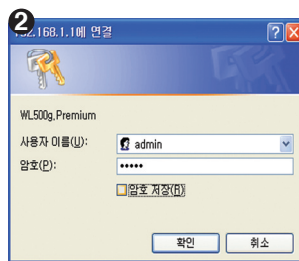 ❷
192.168.1.1에 연결
WL500g.Premium
사용자 이름(U):
admin
암호(P):
•••••
암호 저장(R)
확인
취소